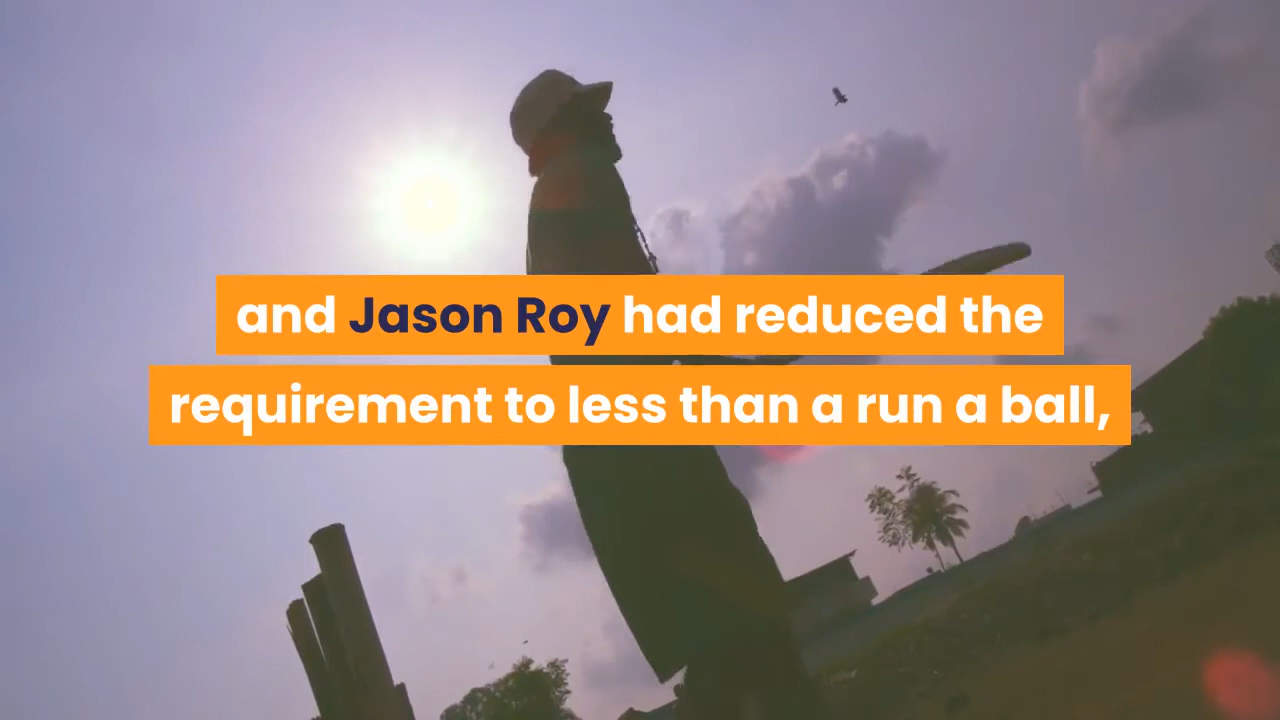 and Jason Roy had reduced the
requirement to less than a run a ball,